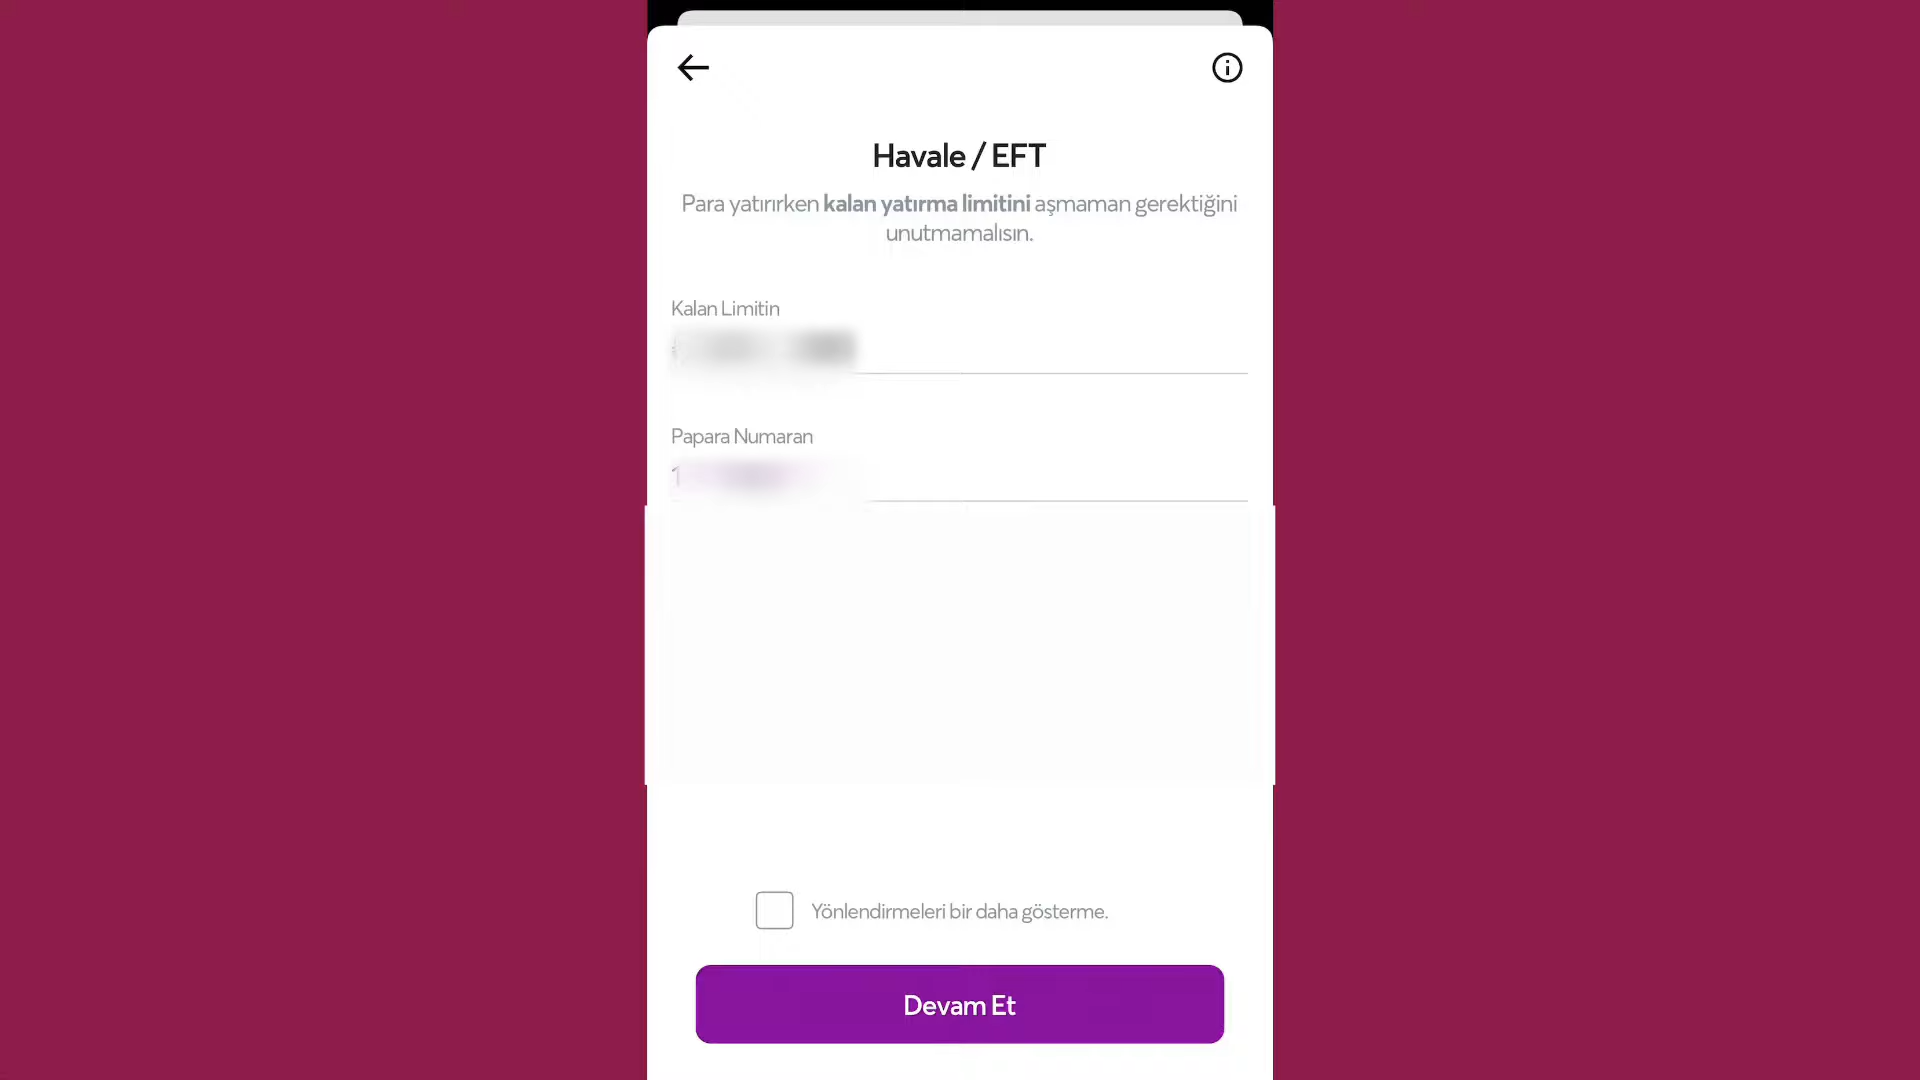 Havale / EFT
Para yatırırken kalan yatırma limitini aşmaman gerektiğini
unutmamalısın.
Kalan Limitin
Papara Numaran
Yönlendirmeleri bir daha gösterme.
Devam Et